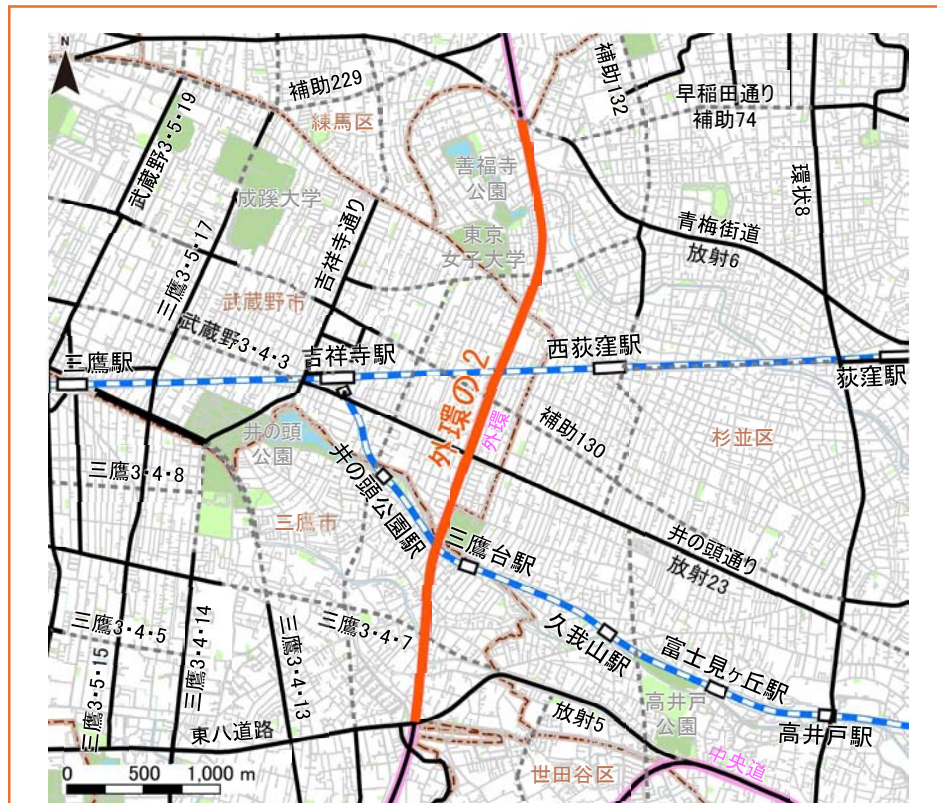 N
補助229
練馬区
補助132
早稲田通り
補助74
武蔵野3・5・19
善福寺
公園
環状8
成蹊大学
東京
女子大学
吉祥寺通り
三鷹3・5・17
青梅街道
放射6
武蔵野市
武蔵野3・4・3
三鷹駅
吉祥寺駅
外環の2
外環
西荻窪駅
荻窪駅
井の頭
公園
補助130
杉並区
三鷹3・4・8
井の頭公園駅
三鷹市
三鷹台駅
井の頭通り
放射23
三鷹3・4・5
三鷹3・4・14
三鷹3・4・13
三鷹3・4・7
三鷹3・5・15
久我山駅
富士見ヶ丘駅
高井戸
公園
高井戸駅
東八道路
放射5
中央道
世田谷区
0 500 1,000 m